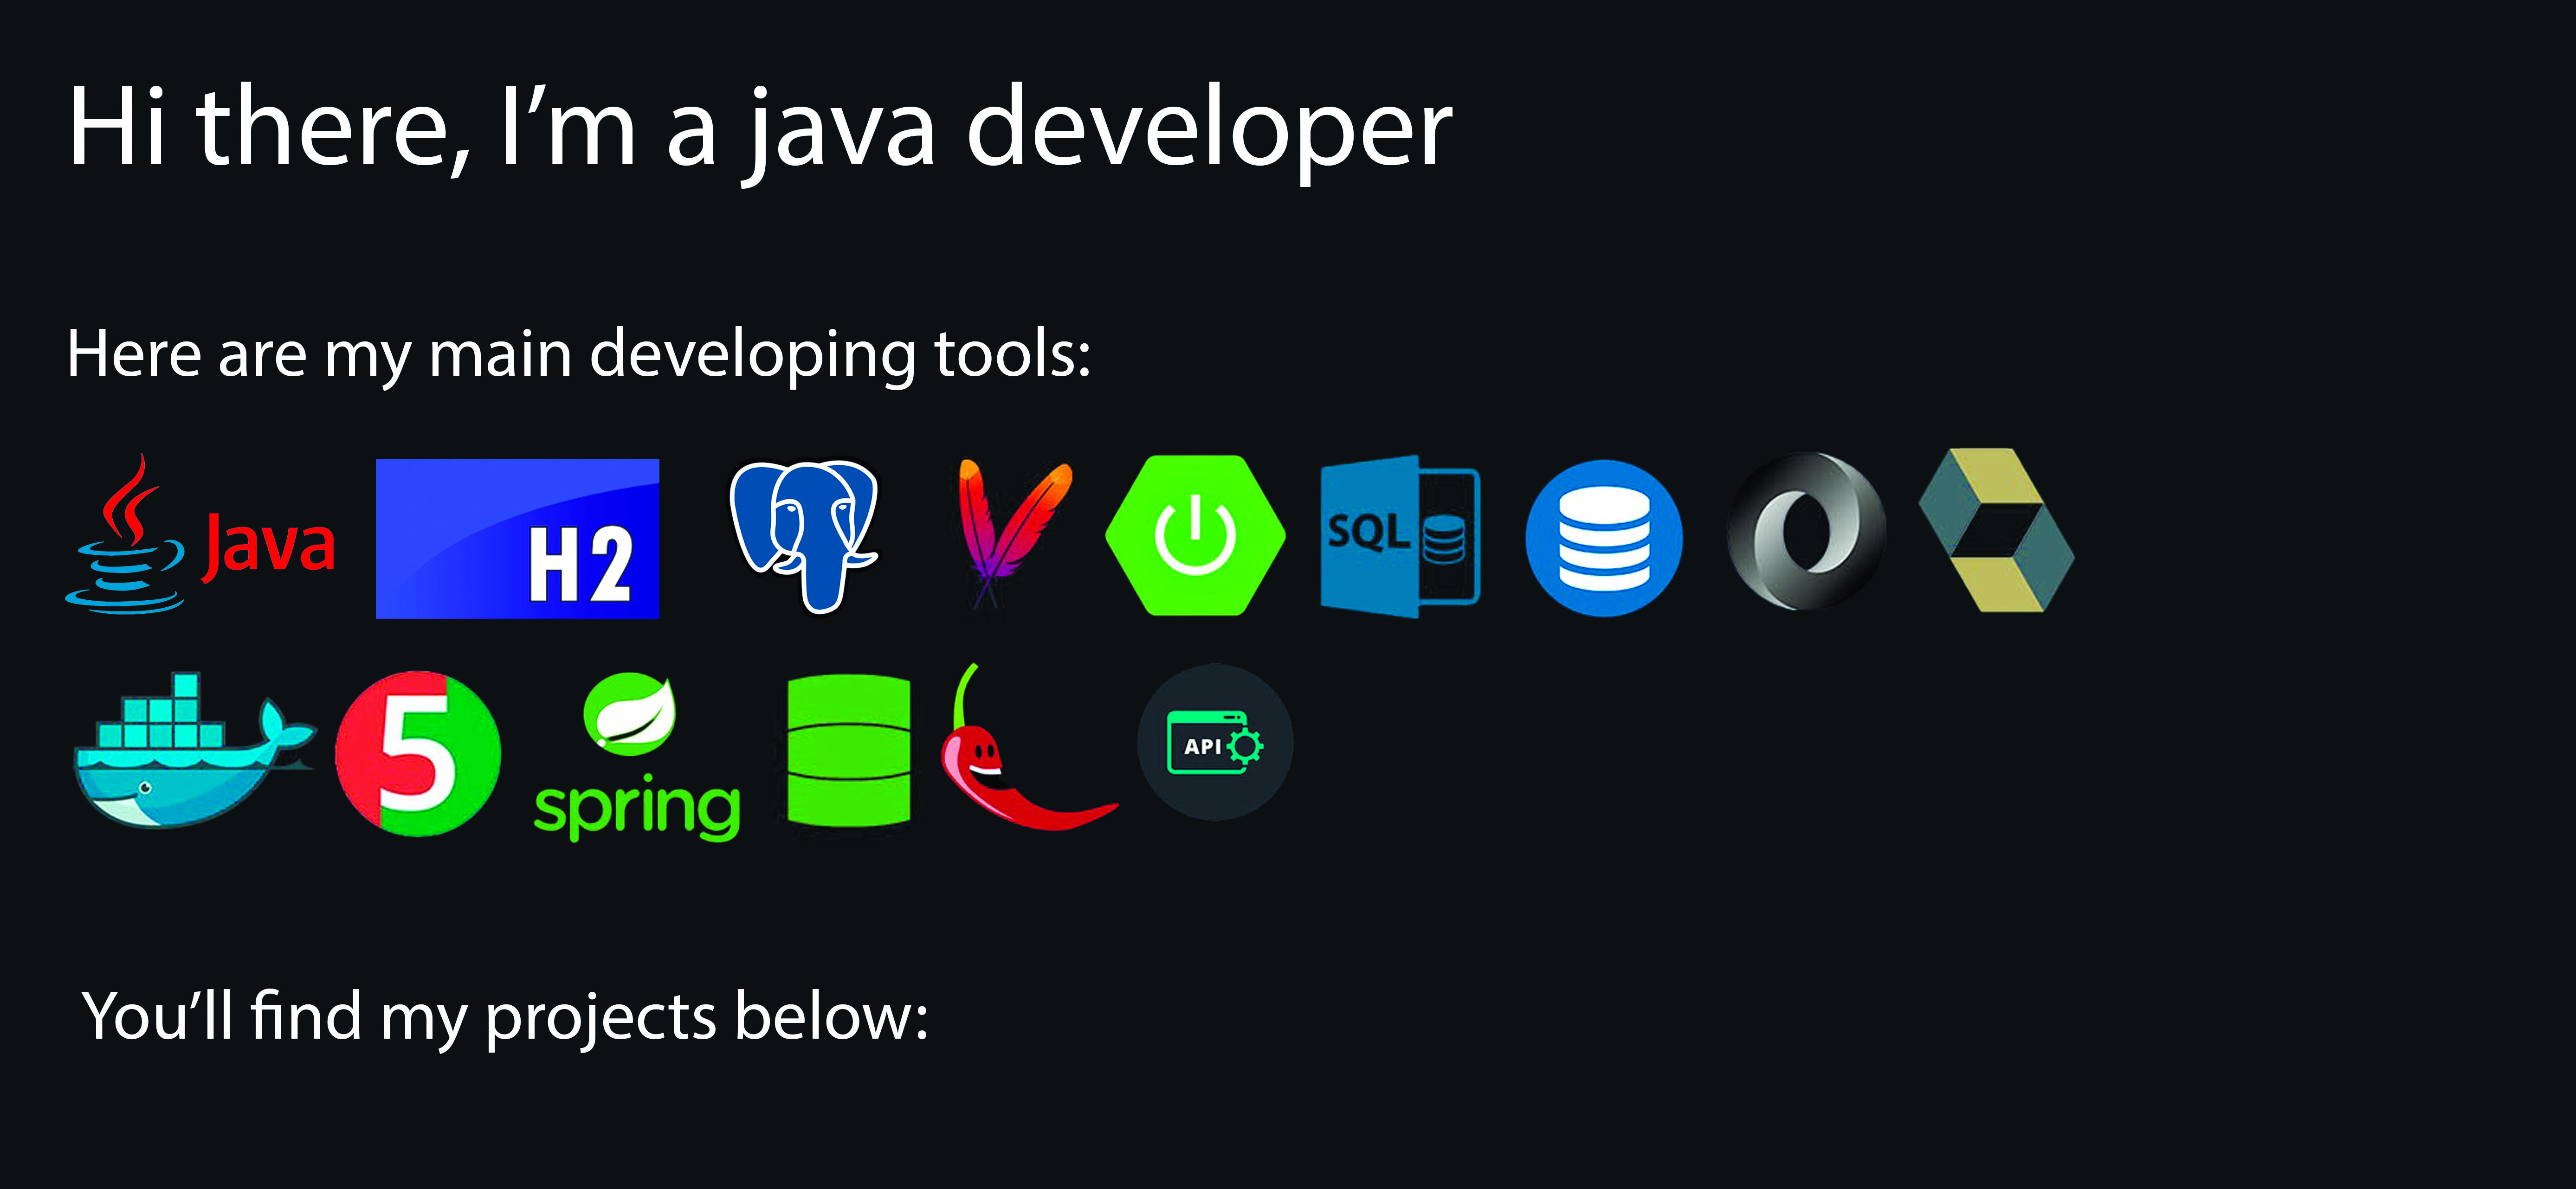 Hi there, I’m a java developer
Here are my main developing tools:
Java
H2
SQL
5
spring
API
You’ll find my projects below: